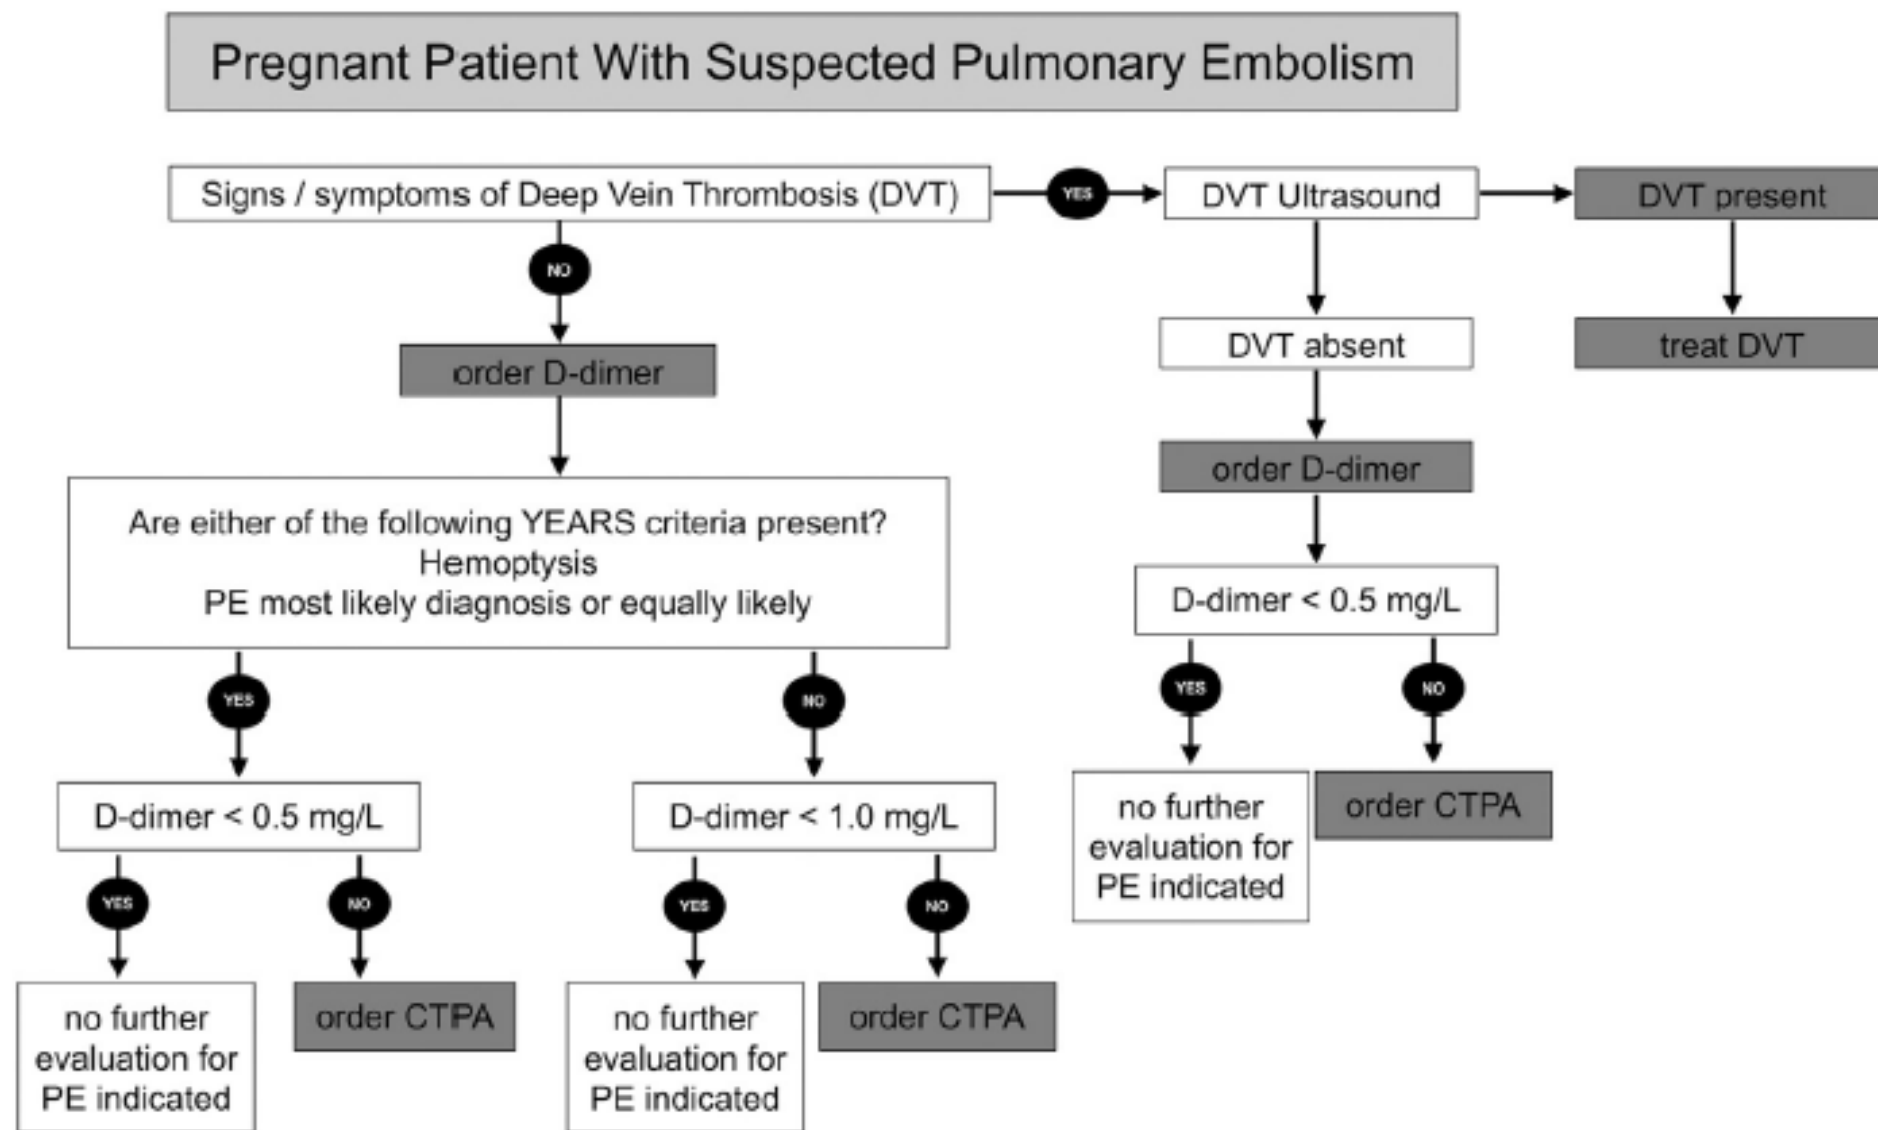 Pregnant Patient With Suspected Pulmonary Embolism
Signs / symptoms of Deep Vein Thrombosis (DVT)
YES
DVT Ultrasound
DVT present
NO
DVT absent
treat DVT
order D-dimer
order D-dimer
Are either of the following YEARS criteria present?
Hemoptysis
PE most likely diagnosis or equally likely
D-dimer < 0.5 mg/L
YES
NO
YES
NO
D-dimer < 0.5 mg/L
D-dimer < 1.0 mg/L
no further
evaluation for
PE indicated
order CTPA
YES
NO
YES
NO
no further
evaluation for
PE indicated
order CTPA
no further
evaluation for
PE indicated
order CTPA